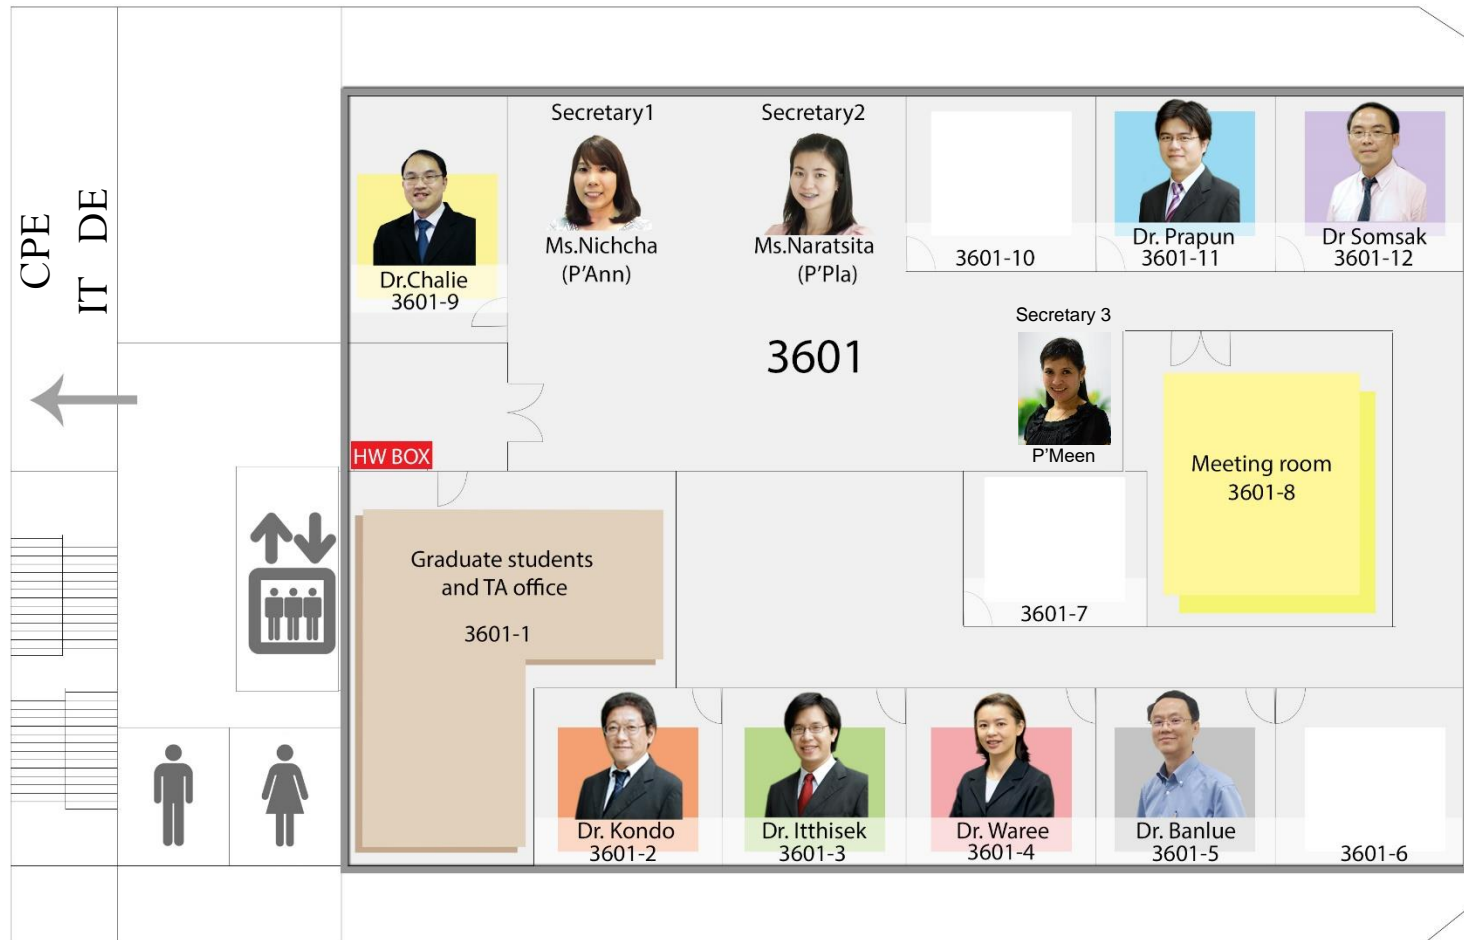 CPE
IT DE
Secretary1
Ms.Nichcha
(P'Ann)
Secretary2
Ms.Naratsita
(P'Pla)
Dr.Chalie
3601-9
3601-10
Dr. Prapun
3601-11
Dr Somsak
3601-12
3601
Secretary 3
P'Meen
HW BOX
Meeting room
3601-8
Graduate students
and TA office
3601-1
3601-7
Dr. Kondo
3601-2
Dr. Itthisek
3601-3
Dr. Waree
3601-4
Dr. Banlue
3601-5
3601-6